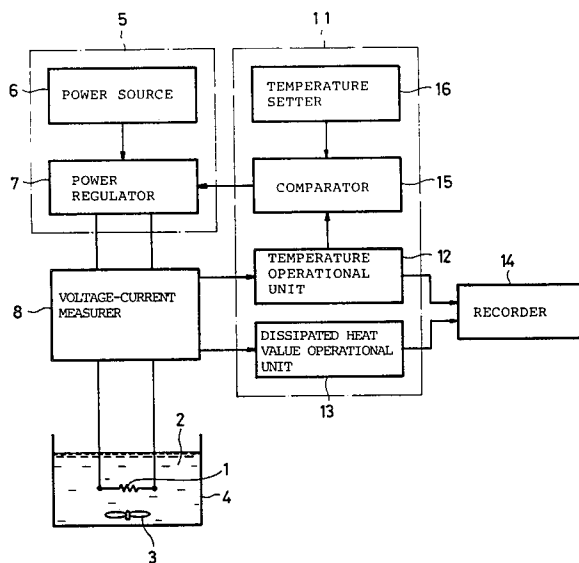 5
11
6
POWER SOURCE
TEMPERATURE
SETTER
16
7
POWER
REGULATOR
COMPARATOR
15
8
VOLTAGE-CURRENT
MEASURER
TEMPERATURE
OPERATIONAL
UNIT
12
14
RECORDER
DISSIPATED HEAT
VALUE OPERATIONAL
UNIT
13
2
1
4
3